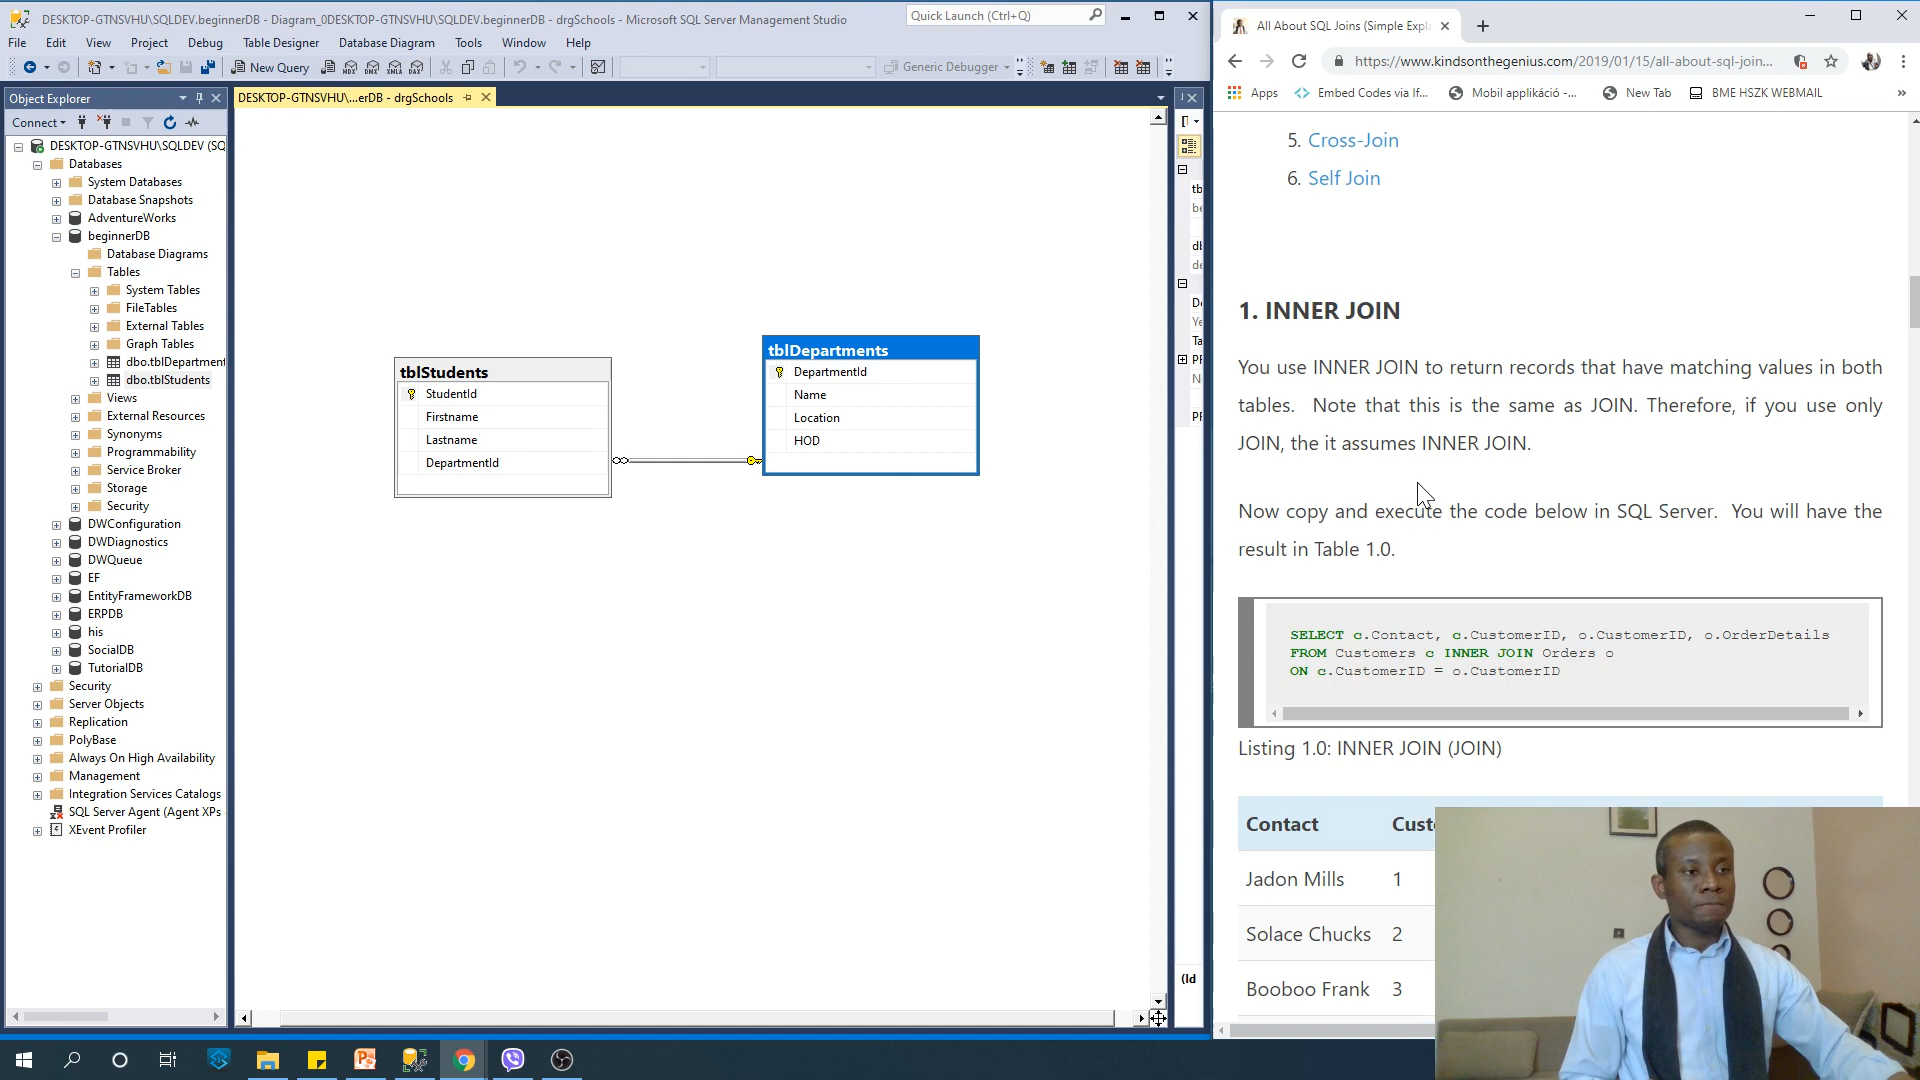 DESKTOP-GTNSVHU\SQLDEV.beginnerDB - Diagram_0DESKTOP-GTNSVHU\SQLDEV.beginnerDB - drgSchools - Microsoft SQL Server Management Studio
Quick Launch (Ctrl+Q)
File Edit View Project Debug Table Designer Database Diagram Tools Window Help
New Query
MDX DMX XMLA DAX
Generic Debugger
Object Explorer
Connect
DESKTOP-GTNSVHU\SQLDEV (SQ
Databases
System Databases
Database Snapshots
AdventureWorks
beginnerDB
Database Diagrams
Tables
System Tables
FileTables
External Tables
Graph Tables
dbo.tblDepartment
dbo.tblStudents
Views
External Resources
Synonyms
Programmability
Service Broker
Storage
Security
DWConfiguration
DWDiagnostics
DWQueue
EF
EntityFrameworkDB
ERPDB
his
SocialDB
TutorialDB
Security
Server Objects
Replication
PolyBase
Always On High Availability
Management
Integration Services Catalogs
SQL Server Agent (Agent XPs
XEvent Profiler
DESKTOP-GTNSVHU\...erDB - drgSchools
tblStudents
StudentId
Firstname
Lastname
DepartmentId
tblDepartments
DepartmentId
Name
Location
HOD
(Id
All About SQL Joins (Simple Expla
https://www.kindsonthegenius.com/2019/01/15/all-about-sql-join...
Apps
Embed Codes via If...
Mobil applikáció -...
New Tab
BME HSZK WEBMAIL
5. Cross-Join
6. Self Join
1. INNER JOIN
You use INNER JOIN to return records that have matching values in both
tables. Note that this is the same as JOIN. Therefore, if you use only
JOIN, the it assumes INNER JOIN.
Now copy and execute the code below in SQL Server. You will have the
result in Table 1.0.
SELECT c.Contact, c.CustomerID, o.CustomerID, o.OrderDetails
FROM Customers c INNER JOIN Orders o
ON c.CustomerID = o.CustomerID
Listing 1.0: INNER JOIN (JOIN)
Contact Custo
Jadon Mills 1
Solace Chucks 2
Booboo Frank 3